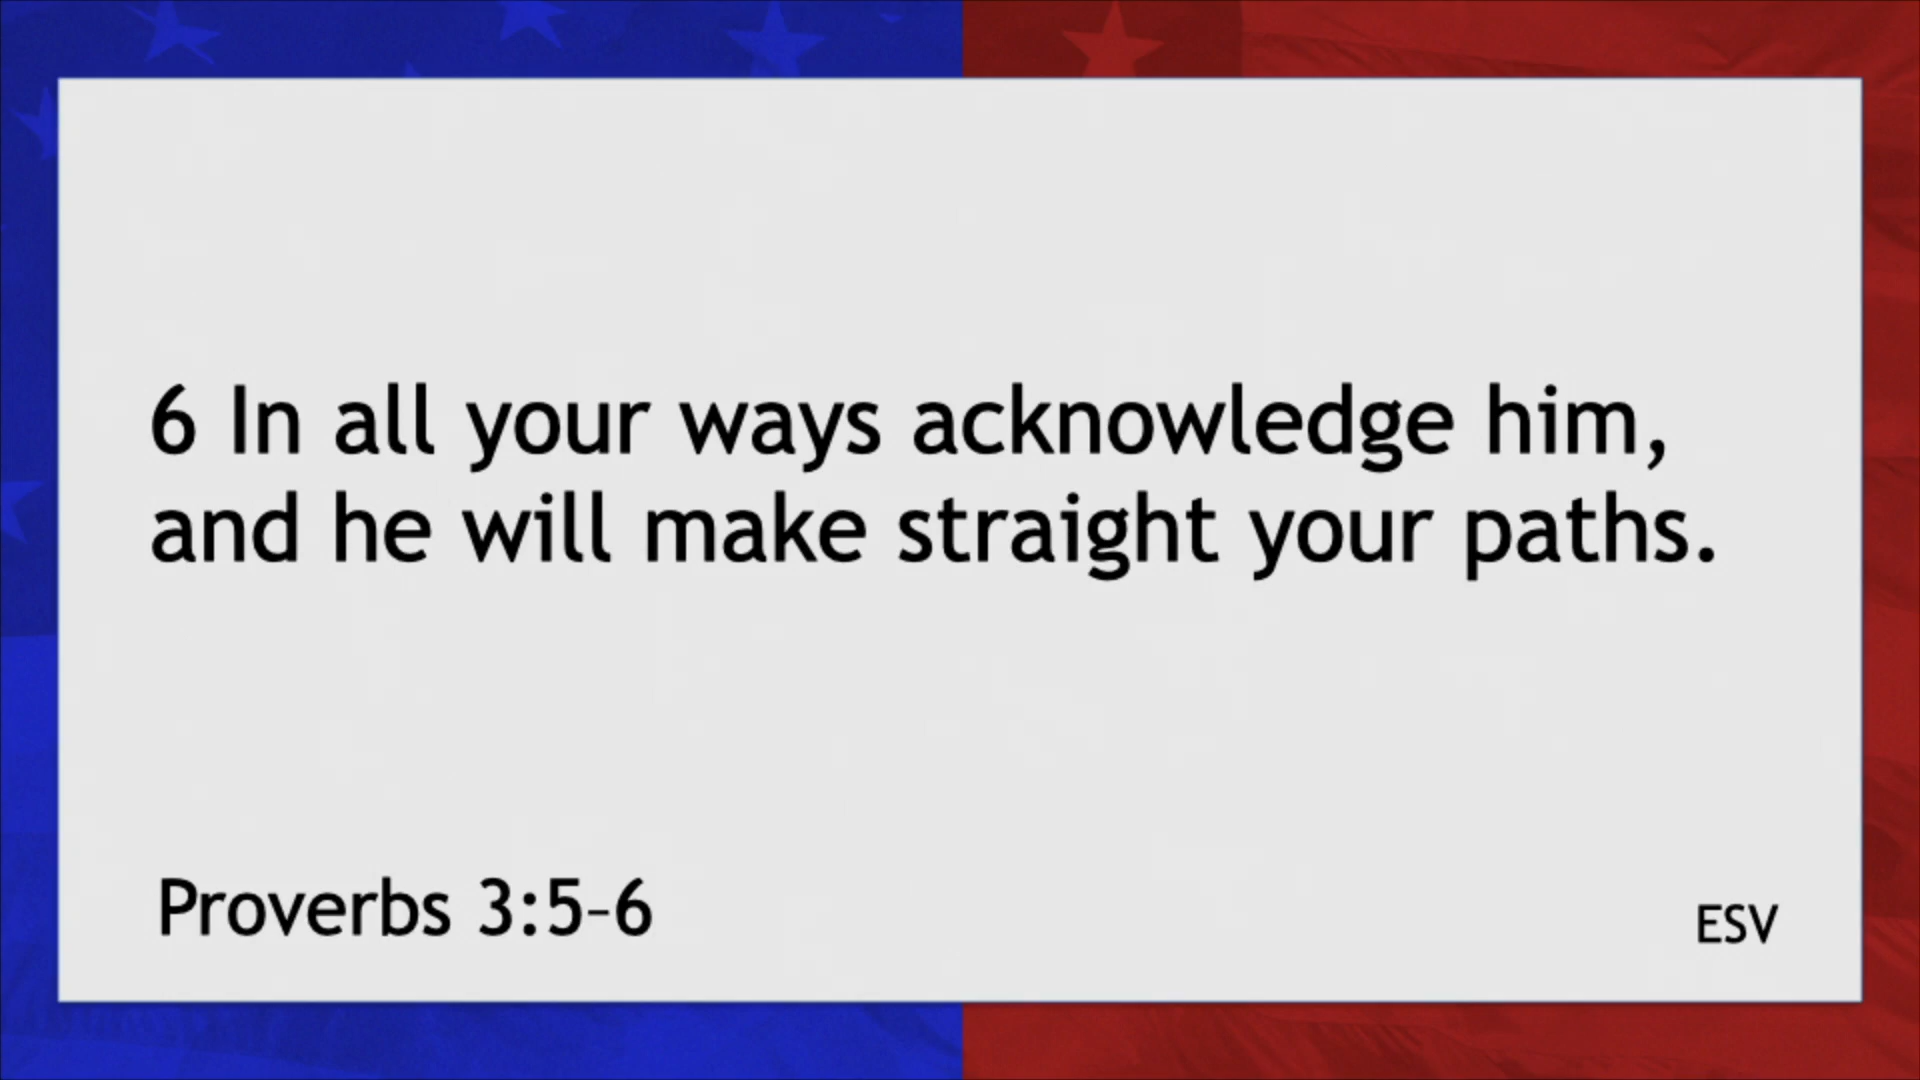 6 In all your ways acknowledge him,
and he will make straight your paths.
Proverbs 3:5–6
ESV